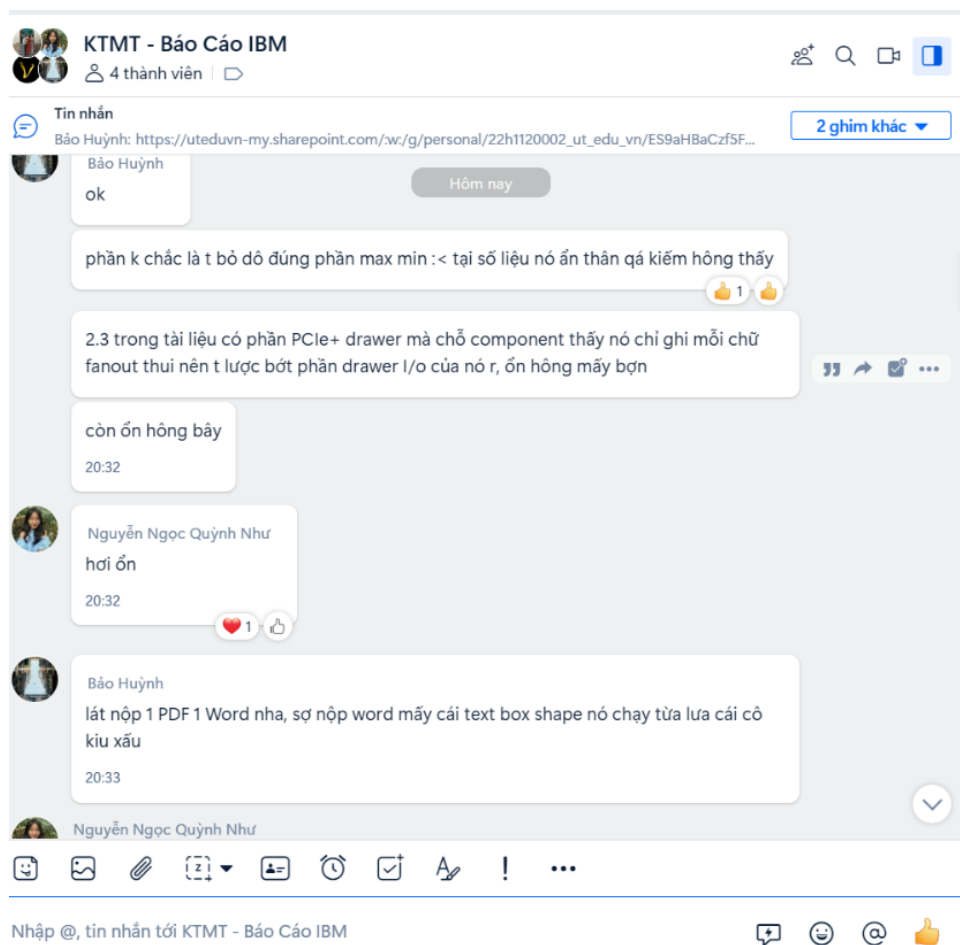 KTMT - Báo Cáo IBM
4 thành viên
Tin nhắn
Bảo Huỳnh: https://uteduvn-my.sharepoint.com/:w:/g/personal/22h1120002_ut_edu_vn/ES9aHBaCzf5F...
2 ghim khác
Bảo Huỳnh
Hôm nay
ok
phần k chắc là t bỏ dô đúng phần max min :< tại số liệu nó ẩn thân qá kiếm hông thấy
1
2.3 trong tài liệu có phần PCIe+ drawer mà chỗ component thấy nó chỉ ghi mỗi chữ
fanout thui nên t lược bớt phần drawer I/o của nó r, ổn hông mấy bợn
còn ổn hông bây
20:32
Nguyễn Ngọc Quỳnh Như
hơi ổn
20:32
1
Bảo Huỳnh
lát nộp 1 PDF 1 Word nha, sợ nộp word mấy cái text box shape nó chạy từa lưa cái cô
kiu xấu
20:33
Nguyễn Ngọc Quỳnh Như
Nhập @, tin nhắn tới KTMT - Báo Cáo IBM